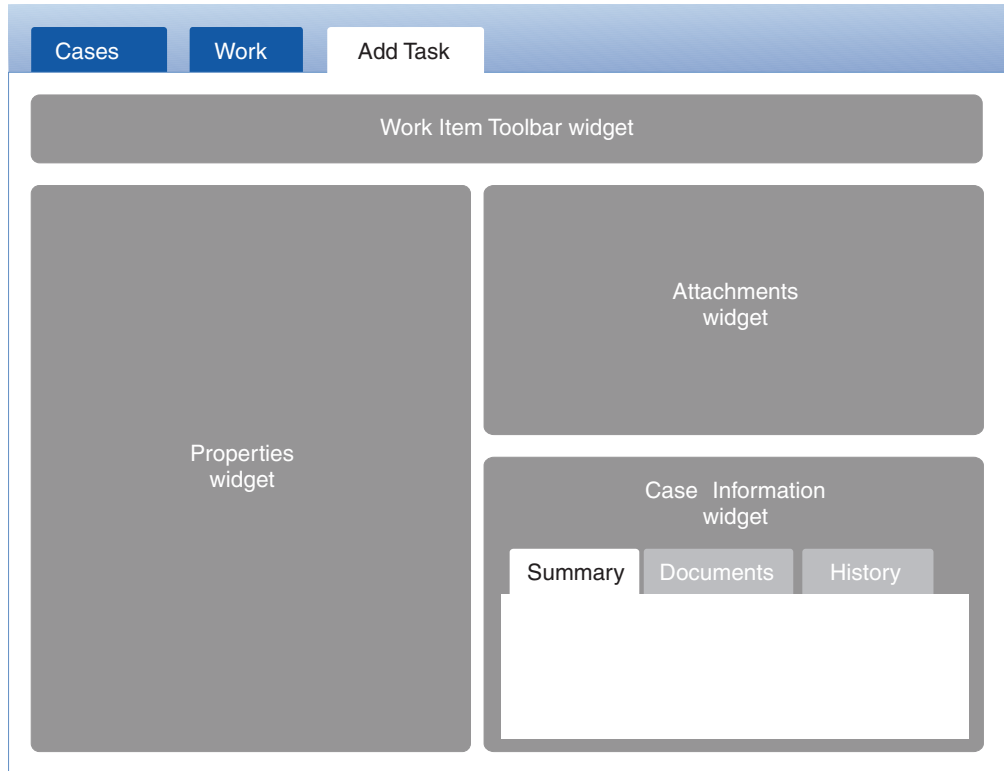 Cases
Work
Add Task
Work Item Toolbar widget
Properties
widget
Attachments
widget
Case Information
widget
Summary
Documents
History